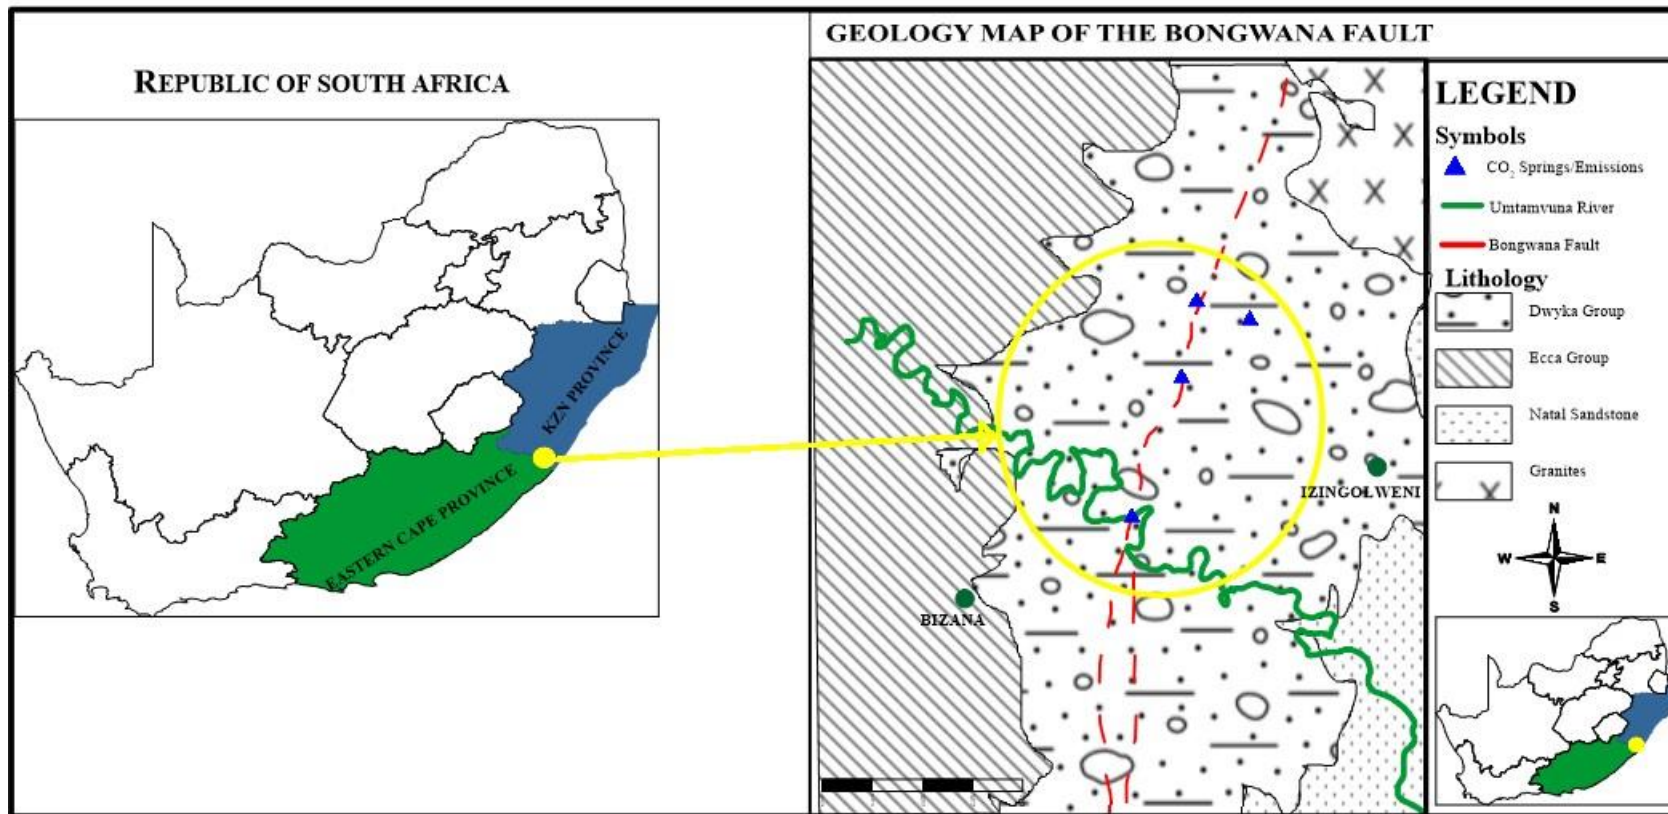 REPUBLIC OF SOUTH AFRICA
KZN PROVINCE
EASTERN CAPE PROVINCE
GEOLOGY MAP OF THE BONGWANA FAULT
IZINGOLWENI
BIZANA
LEGEND
Symbols
CO₂ Springs/Emissions
Umtamvuna River
Bongwana Fault
Lithology
Dwyka Group
Ecca Group
Natal Sandstone
Granites
N
W E
S